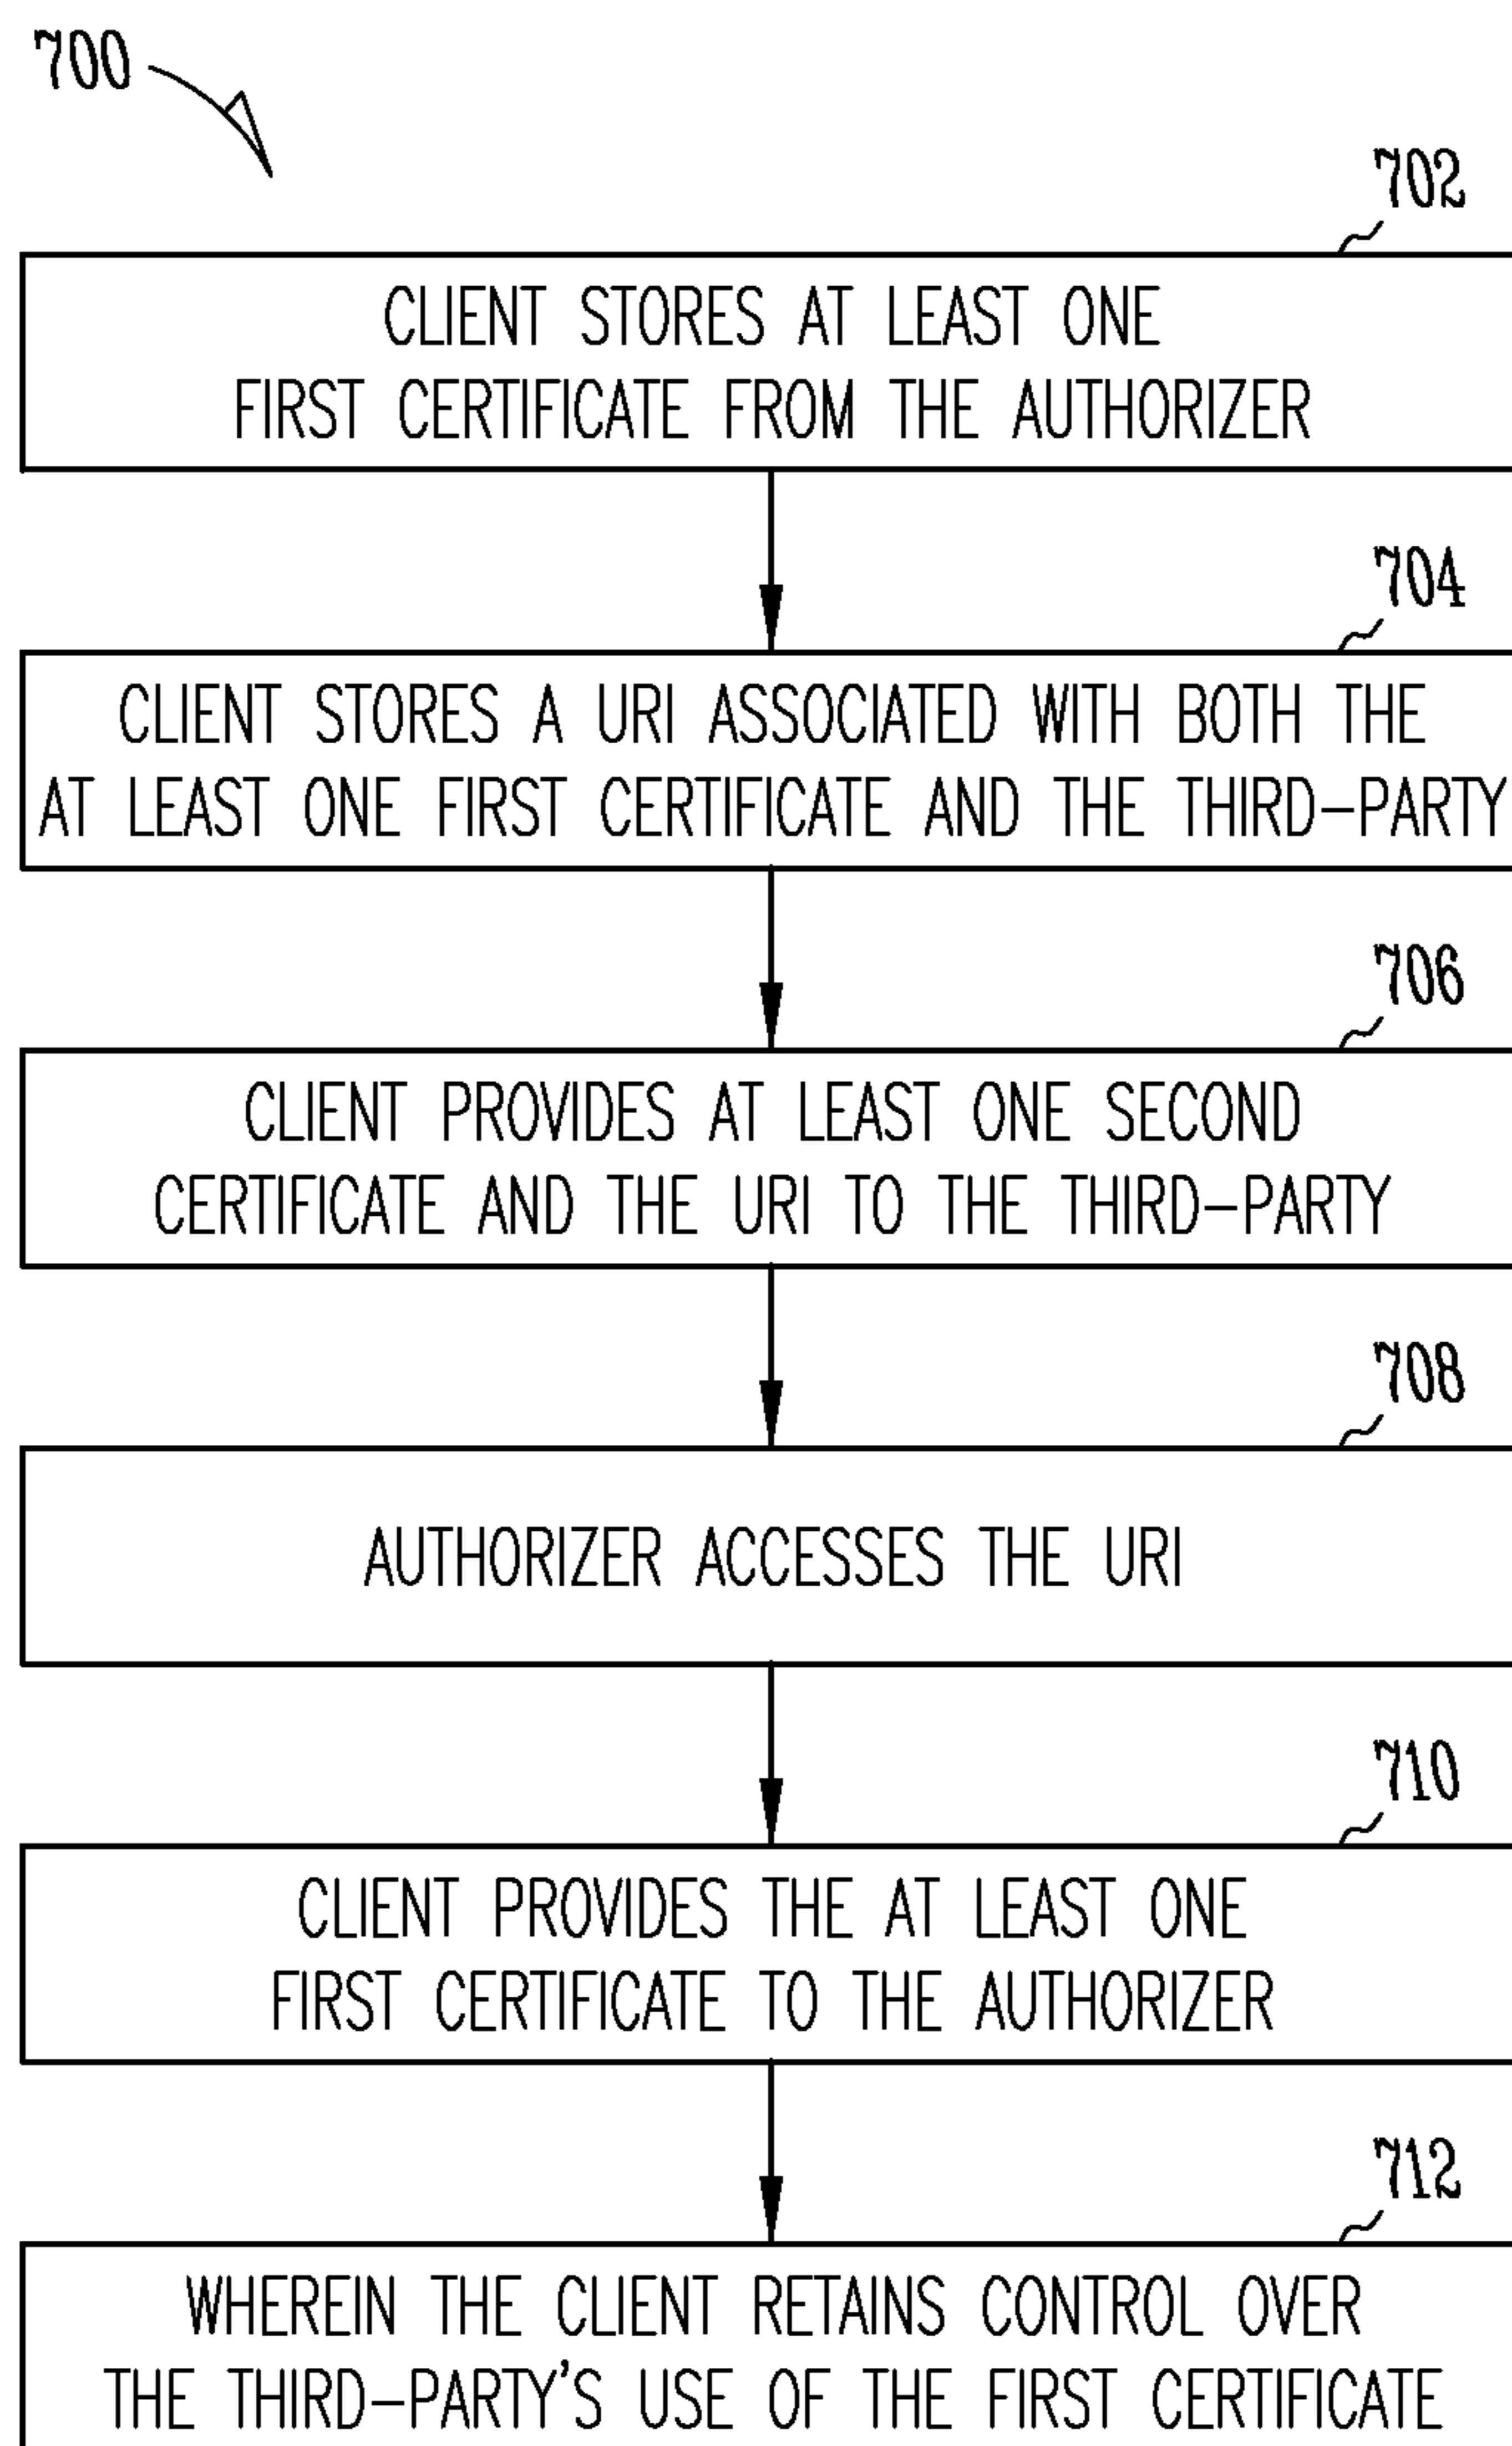 700
702
CLIENT STORES AT LEAST ONE
FIRST CERTIFICATE FROM THE AUTHORIZER
704
CLIENT STORES A URI ASSOCIATED WITH BOTH THE
AT LEAST ONE FIRST CERTIFICATE AND THE THIRD-PARTY
706
CLIENT PROVIDES AT LEAST ONE SECOND
CERTIFICATE AND THE URI TO THE THIRD-PARTY
708
AUTHORIZER ACCESSES THE URI
710
CLIENT PROVIDES THE AT LEAST ONE
FIRST CERTIFICATE TO THE AUTHORIZER
712
WHEREIN THE CLIENT RETAINS CONTROL OVER
THE THIRD-PARTY'S USE OF THE FIRST CERTIFICATE